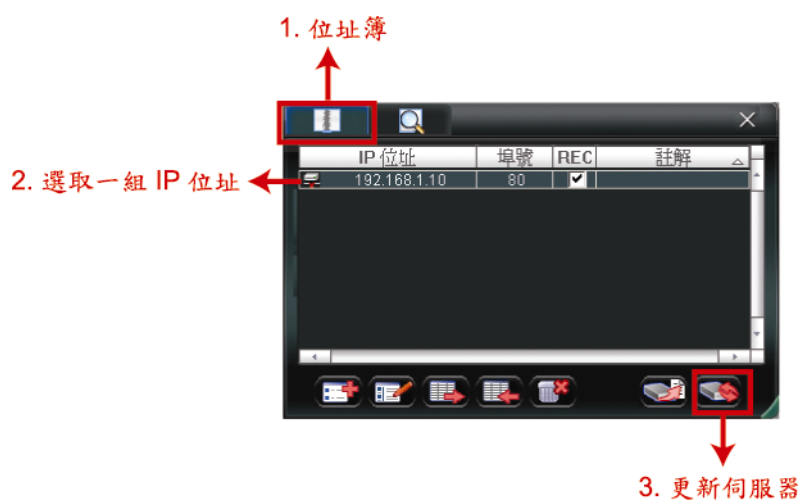 1. 位址簿
IP 位址 埠號 REC 註解
2. 選取一組 IP 位址
192.168.1.10 80
3. 更新伺服器